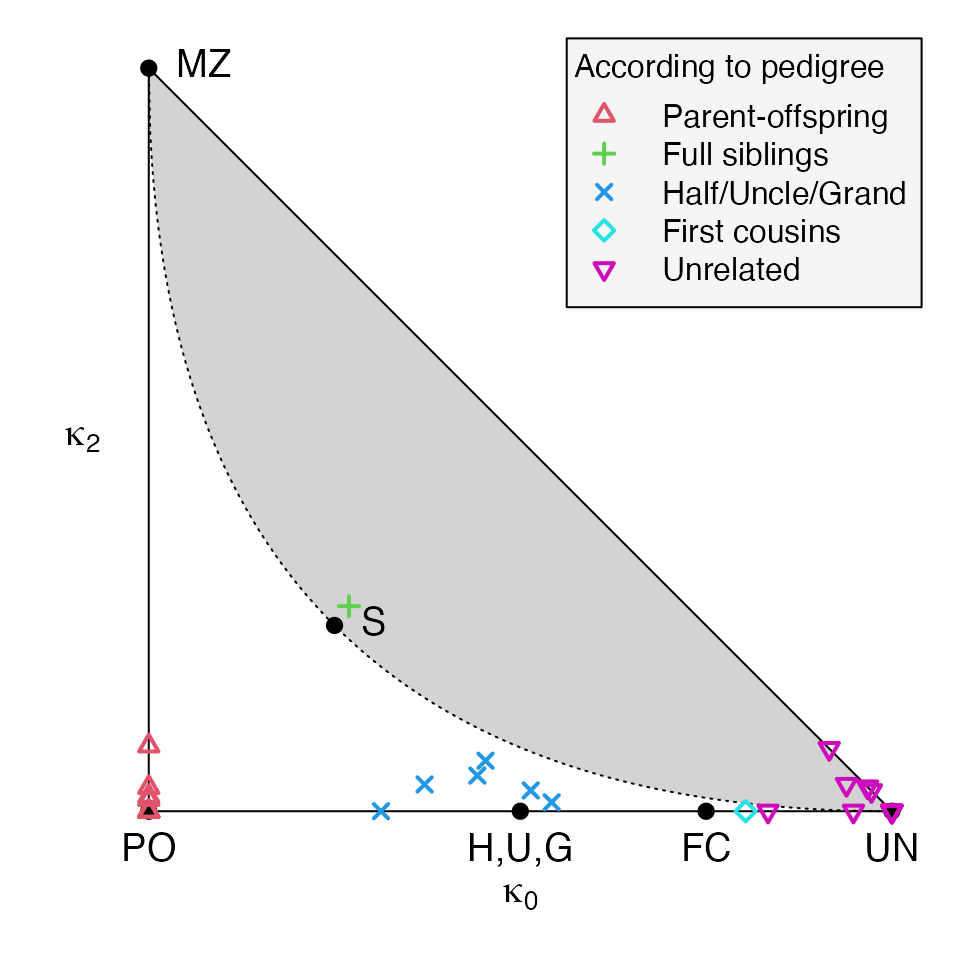 MZ
According to pedigree
Parent-offspring
Full siblings
Half/Uncle/Grand
First cousins
Unrelated
κ2
S
PO
H,U,G
FC
UN
κ0